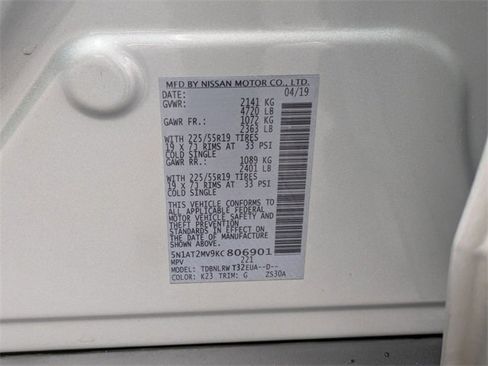 MFD BY NISSAN MOTOR CO., LTD.
DATE: 04/19
GVWR: 2141 KG
4720 LB
GAWR FR.: 1072 KG
2363 LB
WITH 225/55R19 TIRES
19 x 7J RIMS AT 33 PSI
COLD SINGLE
GAWR RR.: 1089 KG
2401 LB
WITH 225/55R19 TIRES
19 x 7J RIMS AT 33 PSI
COLD SINGLE
THIS VEHICLE CONFORMS TO
ALL APPLICABLE FEDERAL
MOTOR VEHICLE SAFETY AND
THEFT PREVENTION
STANDARDS IN EFFECT ON
THE DATE OF MANUFACTURE
SHOWN ABOVE.
5N1AT2MV9KC806901
MPV 221
MODEL: TDBNLRWT32EUA--D--
COLOR: K23 TRIM: G ZS30A